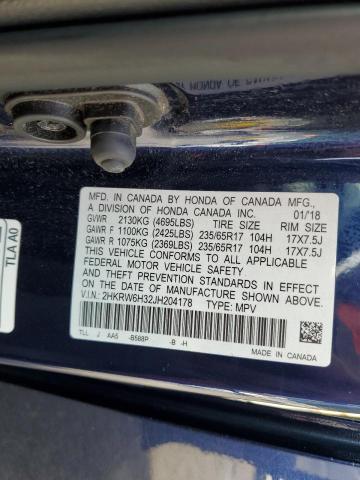 MFD. IN CANADA BY HONDA OF CANADA MFG.,
A DIVISION OF HONDA CANADA INC. 01/18
GVWR 2130KG (4695LBS) TIRE SIZE RIM SIZE
GAWR F 1100KG (2425LBS) 235/65R17 104H 17X7.5J
GAWR R 1075KG (2369LBS) 235/65R17 104H 17X7.5J
THIS VEHICLE CONFORMS TO ALL APPLICABLE
FEDERAL MOTOR VEHICLE SAFETY
AND THEFT PREVENTION STANDARDS IN EFFECT
ON THE DATE OF MANUFACTURE SHOWN ABOVE.
V.I.N.: 2HKRW6H32JH204178 TYPE: MPV
TLL J AA5 -B588P -B -H
MADE IN CANADA
TLA A0